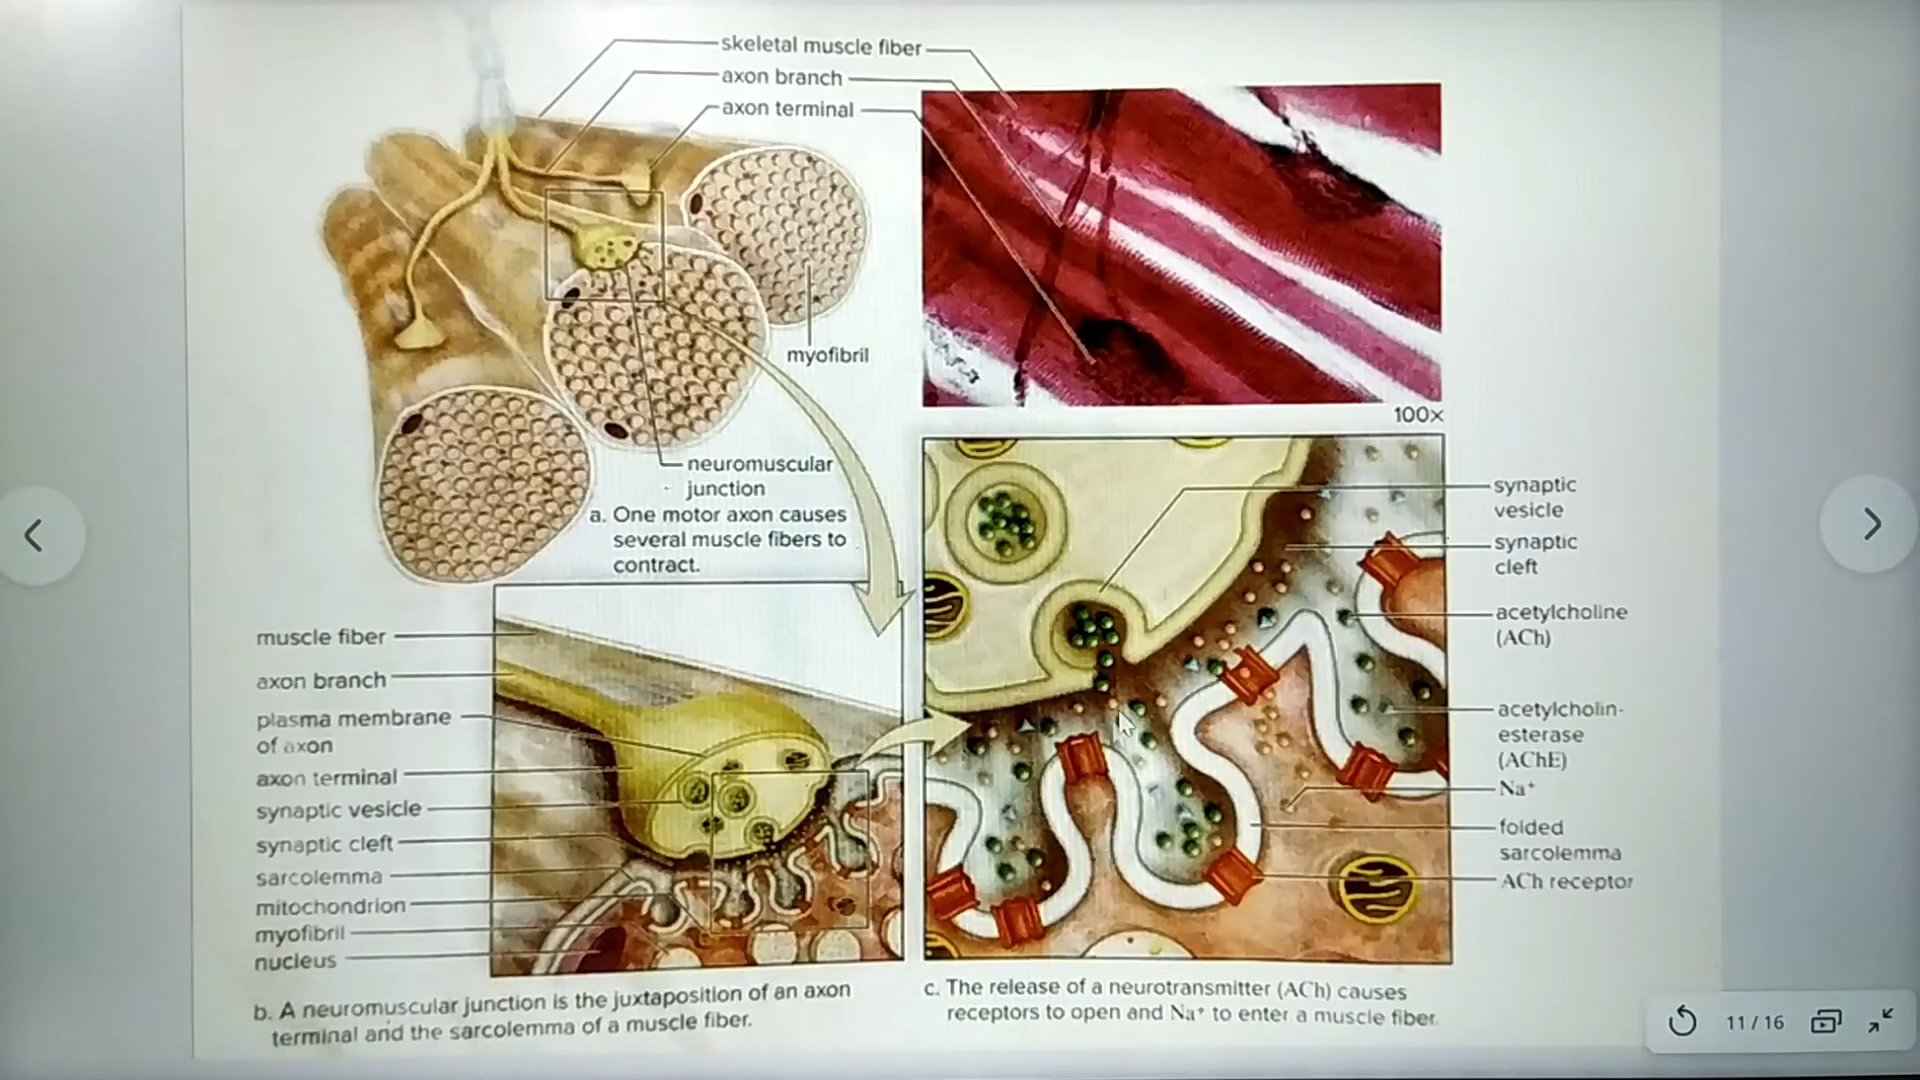 skeletal muscle fiber
axon branch
axon terminal
myofibril
100x
neuromuscular
junction
a. One motor axon causes
several muscle fibers to
contract.
synaptic
vesicle
synaptic
cleft
acetylcholine
(ACh)
acetylcholin-
esterase
(AChE)
Na+
folded
sarcolemma
ACh receptor
muscle fiber
axon branch
plasma membrane
of axon
axon terminal
synaptic vesicle
synaptic cleft
sarcolemma
mitochondrion
myofibril
nucleus
b. A neuromuscular junction is the juxtaposition of an axon
terminal and the sarcolemma of a muscle fiber.
c. The release of a neurotransmitter (ACh) causes
receptors to open and Na+ to enter a muscle fiber.
11 / 16